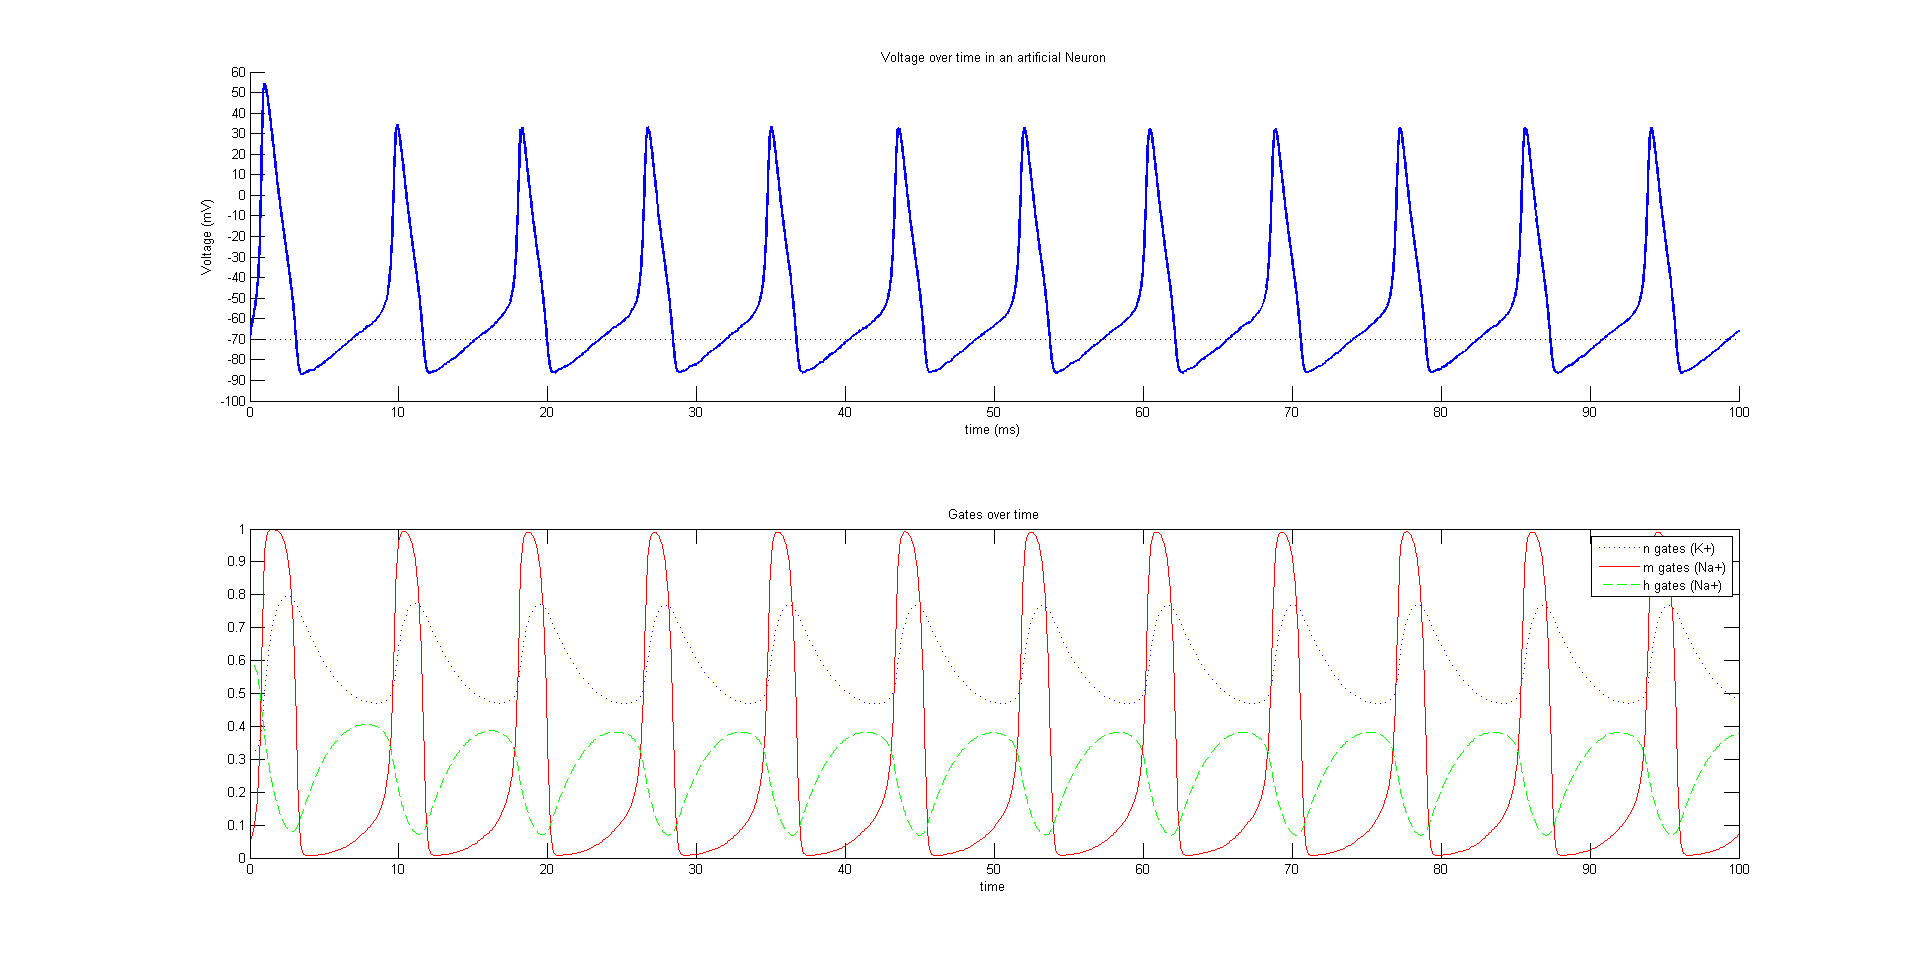 Voltage over time in an artificial Neuron
60
50
40
30
20
10
0
-10
-20
-30
-40
-50
-60
-70
-80
-90
-100
Voltage (mV)
0 10 20 30 40 50 60 70 80 90 100
time (ms)
Gates over time
1
0.9
0.8
0.7
0.6
0.5
0.4
0.3
0.2
0.1
0
n gates (K+)
m gates (Na+)
h gates (Na+)
0 10 20 30 40 50 60 70 80 90 100
time